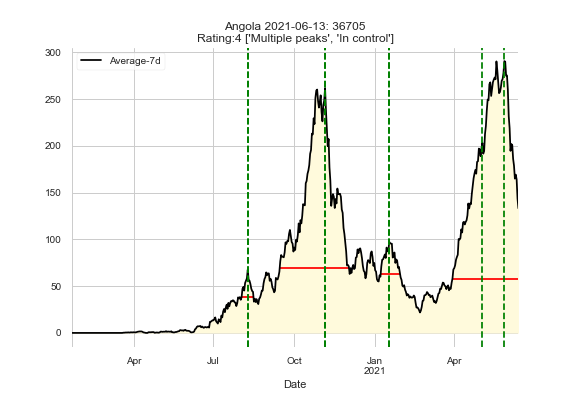 Angola 2021-06-13: 36705
Rating:4 ['Multiple peaks', 'In control']
Average-7d
300
250
200
150
100
50
0
Apr Jul Oct Jan Apr
2021
Date